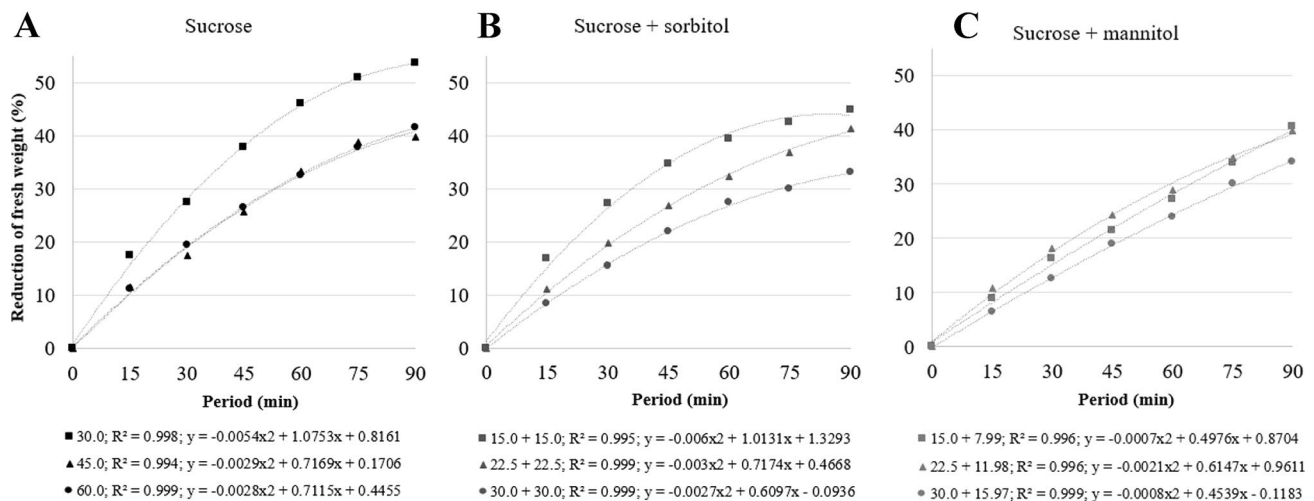 A
Sucrose
Reduction of fresh weight (%)
50
40
30
20
10
0
0 15 30 45 60 75 90
Period (min)
30.0; R² = 0.998; y = -0.0054x2 + 1.0753x + 0.8161
45.0; R² = 0.994; y = -0.0029x2 + 0.7169x + 0.1706
60.0; R² = 0.999; y = -0.0028x2 + 0.7115x + 0.4455
B
Sucrose + sorbitol
50
40
30
20
10
0
0 15 30 45 60 75 90
Period (min)
15.0 + 15.0; R² = 0.995; y = -0.006x2 + 1.0131x + 1.3293
22.5 + 22.5; R² = 0.999; y = -0.003x2 + 0.7174x + 0.4668
30.0 + 30.0; R² = 0.999; y = -0.0027x2 + 0.6097x - 0.0936
C
Sucrose + mannitol
50
40
30
20
10
0
0 15 30 45 60 75 90
Period (min)
15.0 + 7.99; R² = 0.996; y = -0.0007x2 + 0.4976x + 0.8704
22.5 + 11.98; R² = 0.996; y = -0.0021x2 + 0.6147x + 0.9611
30.0 + 15.97; R² = 0.999; y = -0.0008x2 + 0.4539x - 0.1183